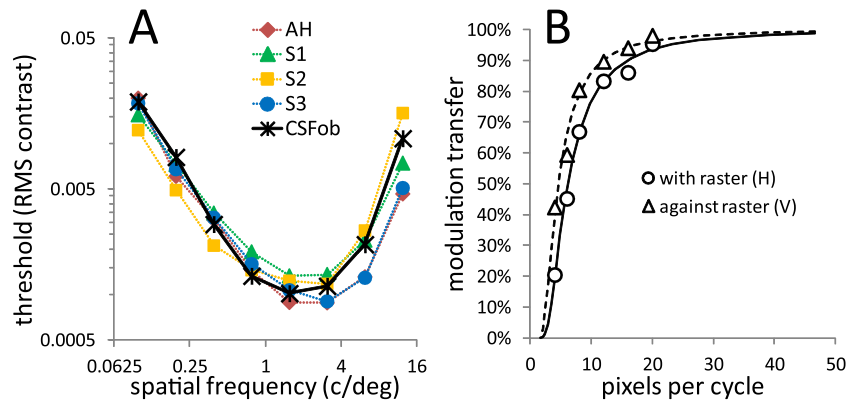 A
B
threshold (RMS contrast)
0.05
0.005
0.0005
0.0625
0.25
1
4
16
spatial frequency (c/deg)
AH
S1
S2
S3
CSFob
modulation transfer
100%
90%
80%
70%
60%
50%
40%
30%
20%
10%
0%
0
10
20
30
40
50
pixels per cycle
with raster (H)
against raster (V)